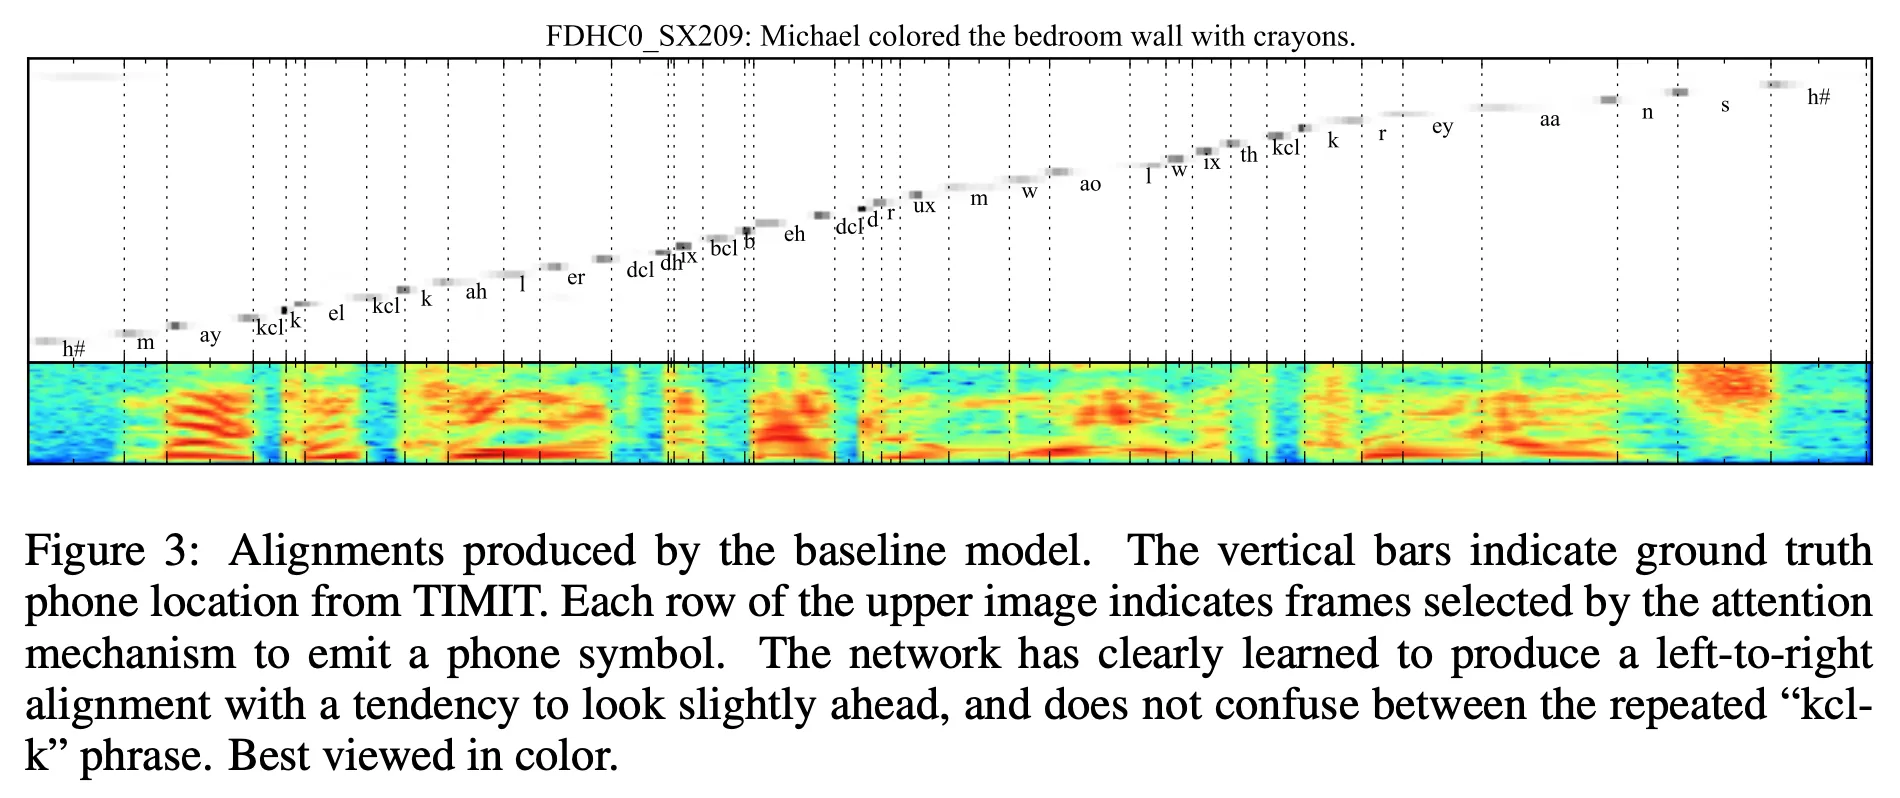 FDHC0_SX209: Michael colored the bedroom wall with crayons.
h#
m
ay
kcl
k
el
kcl
k
ah
l
er
dcl
dh
ix
bcl
b
eh
dcl
d
r
ux
m
w
ao
l
w
ix
th
kcl
k
r
ey
aa
n
s
h#
Figure 3: Alignments produced by the baseline model. The vertical bars indicate ground truth
phone location from TIMIT. Each row of the upper image indicates frames selected by the attention
mechanism to emit a phone symbol. The network has clearly learned to produce a left-to-right
alignment with a tendency to look slightly ahead, and does not confuse between the repeated “kcl-
k” phrase. Best viewed in color.